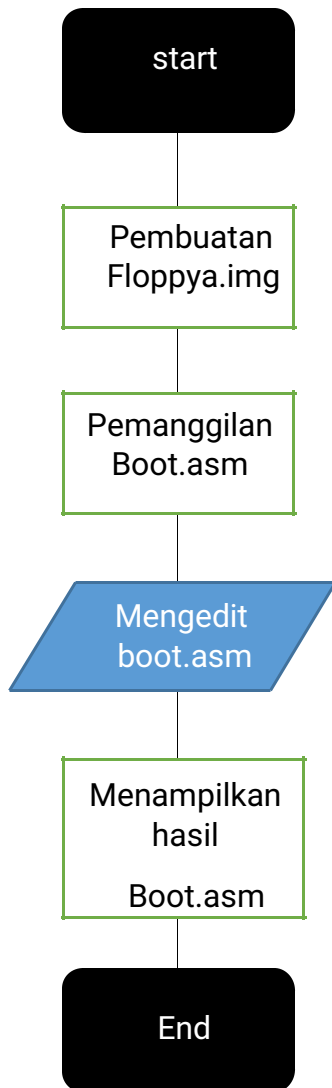 start
Pembuatan
Floppya.img
Pemanggilan
Boot.asm
Mengedit
boot.asm
Menampilkan
hasil
Boot.asm
End